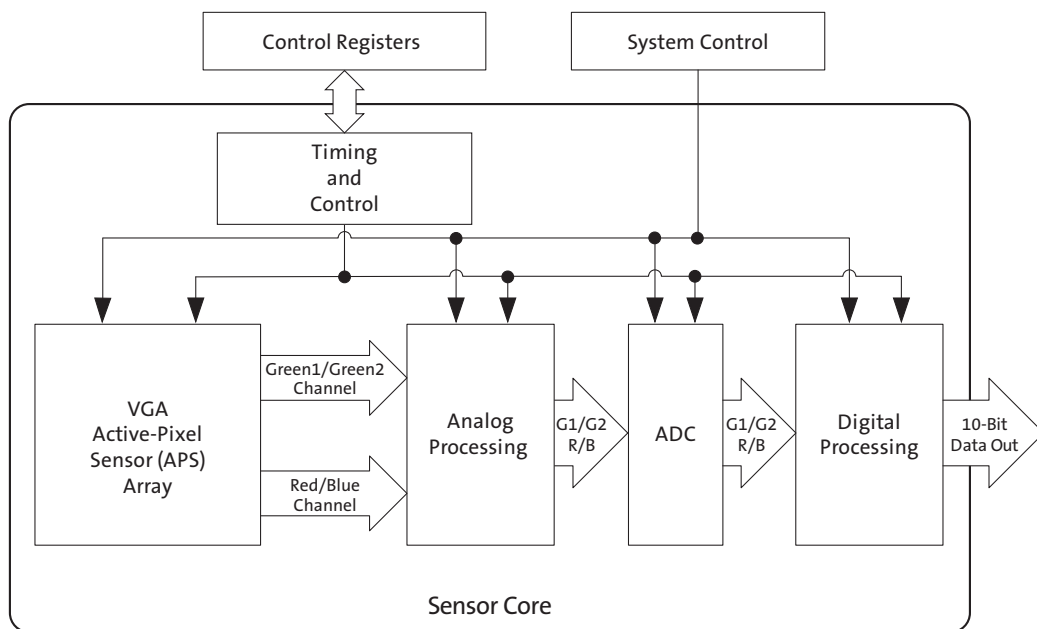 Control Registers
System Control
Timing
and
Control
VGA
Active-Pixel
Sensor (APS)
Array
Green1/Green2
Channel
Red/Blue
Channel
Analog
Processing
G1/G2
R/B
ADC
G1/G2
R/B
Digital
Processing
10-Bit
Data Out
Sensor Core